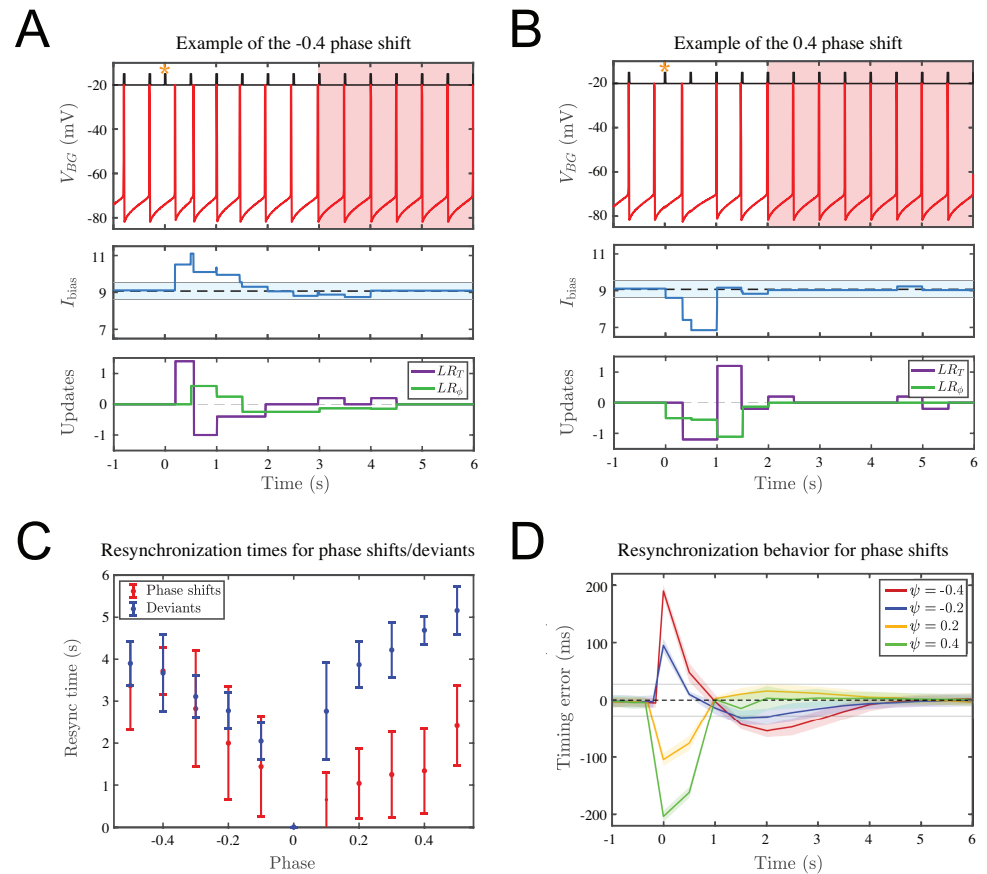 A
B
Example of the -0.4 phase shift
Example of the 0.4 phase shift
*
*
-20
-40
-60
-80
V_BG (mV)
-20
-40
-60
-80
V_BG (mV)
11
9
7
I_bias
11
9
7
I_bias
1
0
-1
Updates
LR_T
LR_ϕ
1
0
-1
Updates
LR_T
LR_ϕ
-1 0 1 2 3 4 5 6
Time (s)
-1 0 1 2 3 4 5 6
Time (s)
C
D
Resynchronization times for phase shifts/deviants
Resynchronization behavior for phase shifts
Phase shifts
Deviants
6
5
4
3
2
1
0
Resync time (s)
-0.4 -0.2 0 0.2 0.4
Phase
ψ = -0.4
ψ = -0.2
ψ = 0.2
ψ = 0.4
200
100
0
-100
-200
Timing error (ms)
-1 0 1 2 3 4 5 6
Time (s)